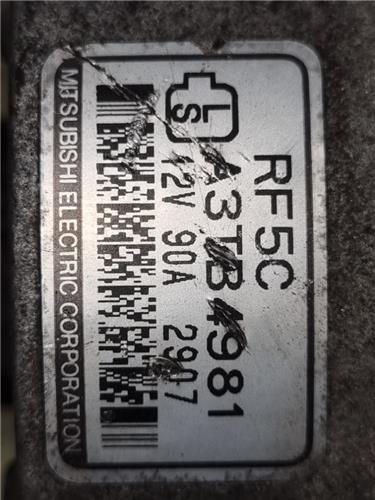 RF5C
L
S
A3TB4981
12V 90A 2907
MITSUBISHI ELECTRIC CORPORATION